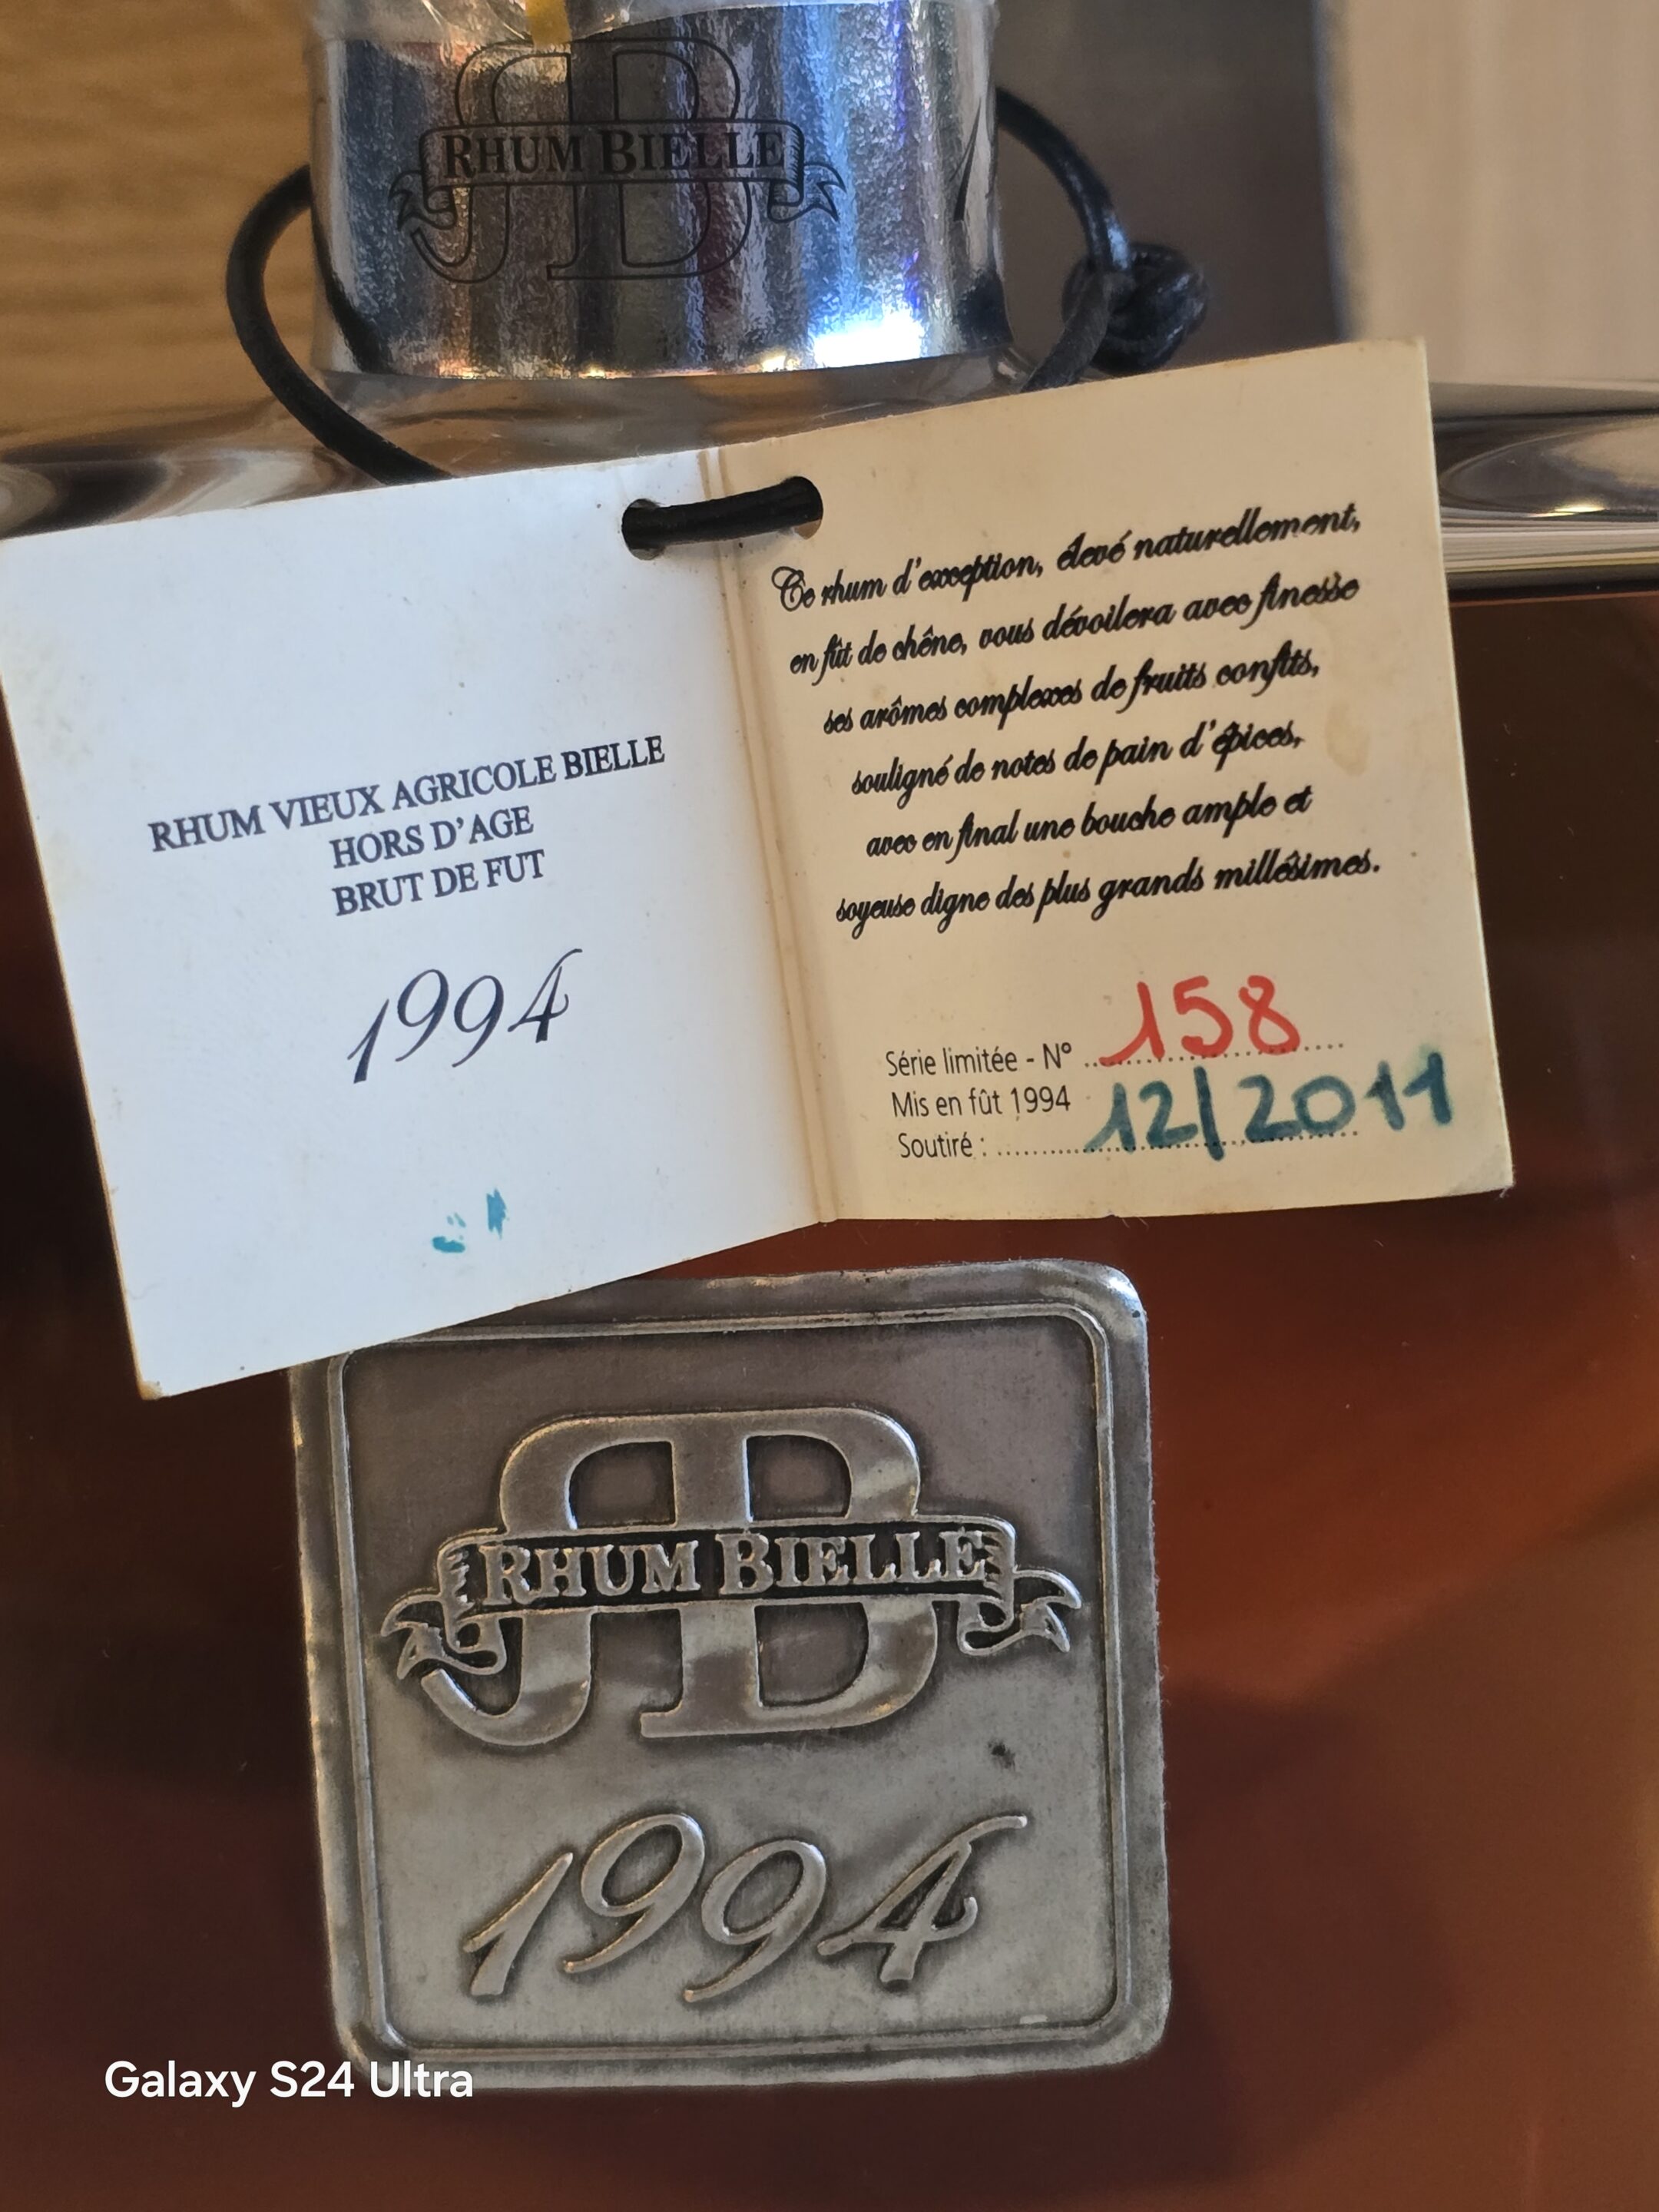 RHUM BIELLE
RHUM VIEUX AGRICOLE BIELLE
HORS D'AGE
BRUT DE FUT
1994
Ce rhum d'exception, élevé naturellement,
en fût de chêne, vous dévoilera avec finesse
ses arômes complexes de fruits confits,
souligné de notes de pain d'épices,
avec en final une bouche ample et
soyeuse digne des plus grands millésimes.
Série limitée - N° 158
Mis en fût 1994
Soutiré : 12/2011
RB
RHUM BIELLE
1994
Galaxy S24 Ultra